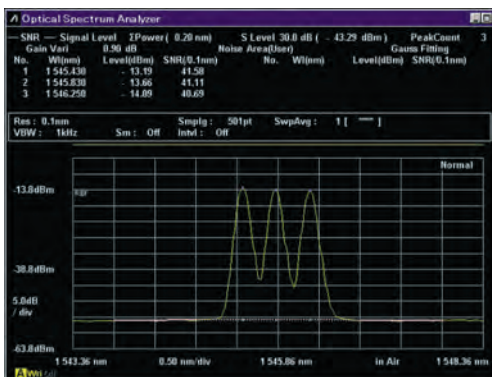 Optical Spectrum Analyzer
SNR — Signal Level ΣPower( 0.20 nm) S Level 30.0 dB ( - 43.29 dBm ) PeakCount 3
Gain Vari 0.90 dB Noise Area(User) Gauss Fitting
No. Wl(nm) Level(dBm) SNR(0.1nm) No. Wl(nm) Level(dBm) SNR(0.1nm)
1 1 545.430 - 13.19 41.58
2 1 545.830 - 13.66 41.11
3 1 546.250 - 14.09 40.69
Res : 0.1nm Smplg : 501pt SwpAvg : 1 [ ]
VBW : 1kHz Sm : Off Intvl : Off
Normal
-13.8dBm
-38.8dBm
5.0dB
/ div
-63.8dBm
1 543.36 nm 0.50 nm/div 1 545.86 nm in Air 1 548.36 nm
A Wri